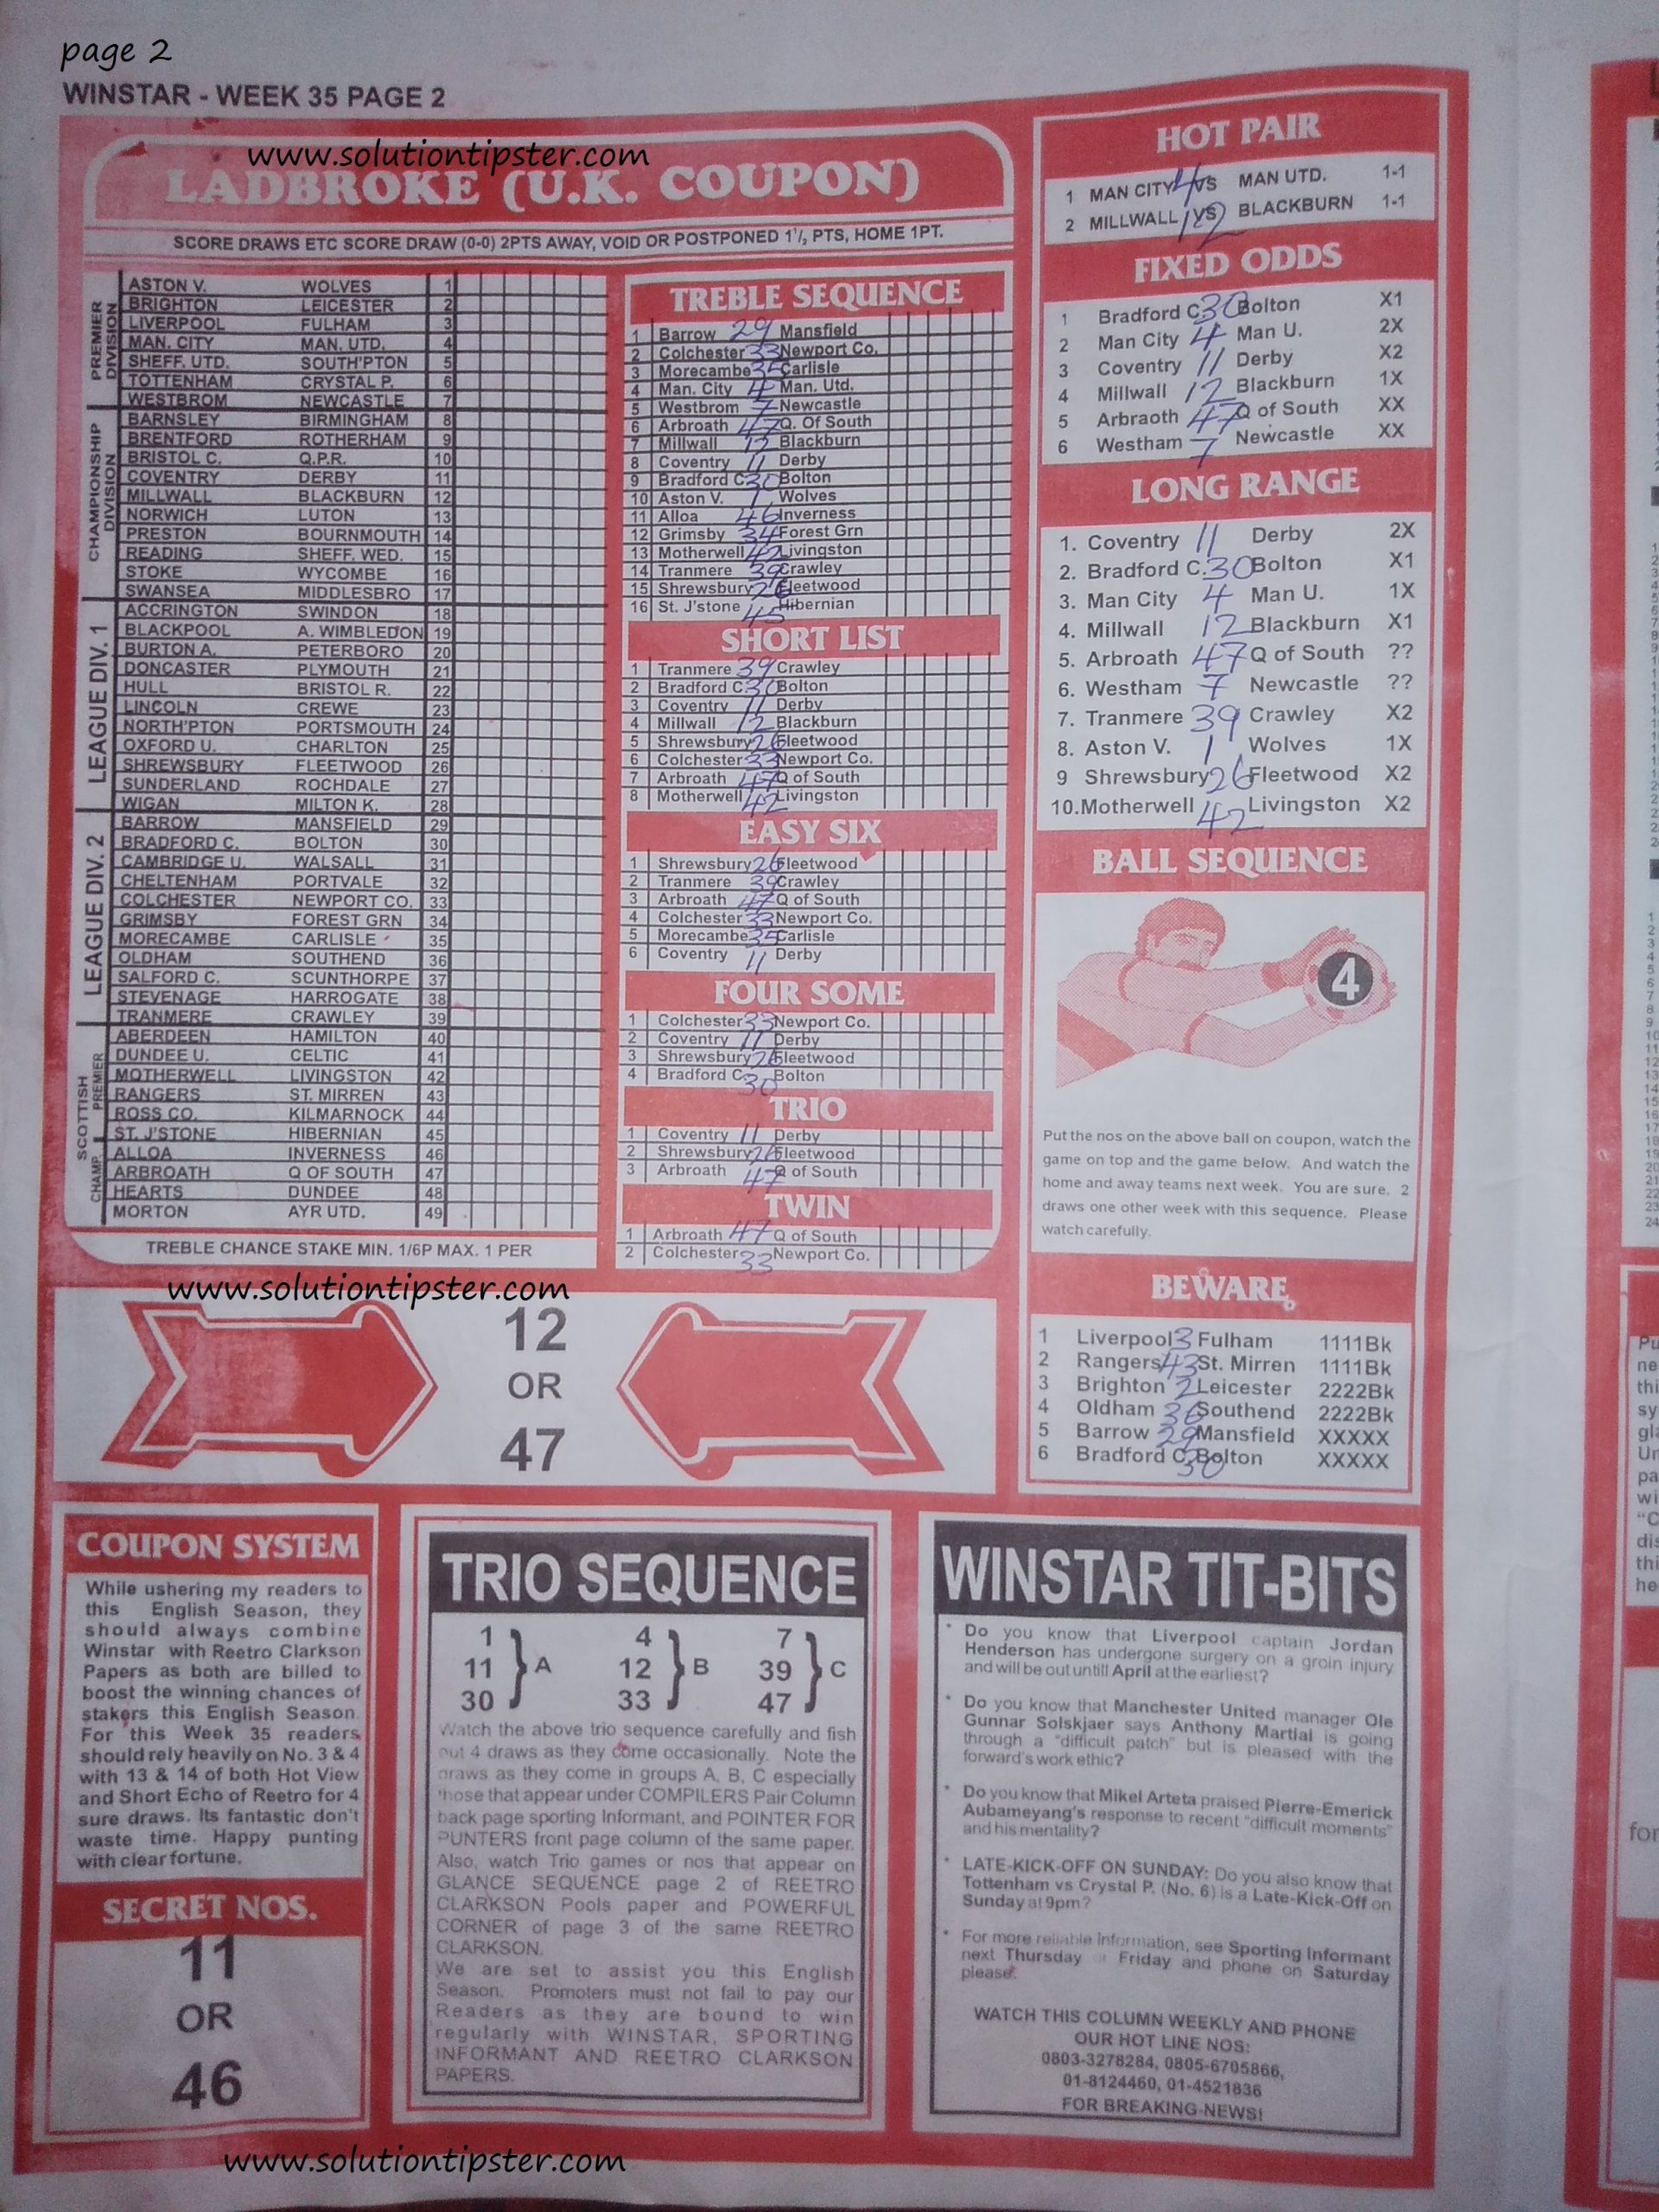 page 2
WINSTAR - WEEK 35 PAGE 2
www.solutiontipster.com
LADBROKE (U.K. COUPON)
SCORE DRAWS ETC SCORE DRAW (0-0) 2PTS AWAY, VOID OR POSTPONED 1½ PTS, HOME 1PT.
PREMIER DIVISION
ASTON V. WOLVES 1
BRIGHTON LEICESTER 2
LIVERPOOL FULHAM 3
MAN. CITY MAN. UTD. 4
SHEFF. UTD. SOUTH'PTON 5
TOTTENHAM CRYSTAL P. 6
WESTBROM NEWCASTLE 7
CHAMPIONSHIP DIVISION
BARNSLEY BIRMINGHAM 8
BRENTFORD ROTHERHAM 9
BRISTOL C. Q.P.R. 10
COVENTRY DERBY 11
MILLWALL BLACKBURN 12
NORWICH LUTON 13
PRESTON BOURNMOUTH 14
READING SHEFF. WED. 15
STOKE WYCOMBE 16
SWANSEA MIDDLESBRO 17
LEAGUE DIV. 1
ACCRINGTON SWINDON 18
BLACKPOOL A. WIMBLEDON 19
BURTON A. PETERBORO 20
DONCASTER PLYMOUTH 21
HULL BRISTOL R. 22
LINCOLN CREWE 23
NORTH'PTON PORTSMOUTH 24
OXFORD U. CHARLTON 25
SHREWSBURY FLEETWOOD 26
SUNDERLAND ROCHDALE 27
WIGAN MILTON K. 28
LEAGUE DIV. 2
BARROW MANSFIELD 29
BRADFORD C. BOLTON 30
CAMBRIDGE U. WALSALL 31
CHELTENHAM PORTVALE 32
COLCHESTER NEWPORT CO. 33
GRIMSBY FOREST GRN 34
MORECAMBE CARLISLE 35
OLDHAM SOUTHEND 36
SALFORD C. SCUNTHORPE 37
STEVENAGE HARROGATE 38
TRANMERE CRAWLEY 39
SCOTTISH
PREMIER
ABERDEEN HAMILTON 40
DUNDEE U. CELTIC 41
MOTHERWELL LIVINGSTON 42
RANGERS ST. MIRREN 43
ROSS CO. KILMARNOCK 44
ST. J'STONE HIBERNIAN 45
CHAMP.
ALLOA INVERNESS 46
ARBROATH Q OF SOUTH 47
HEARTS DUNDEE 48
MORTON AYR UTD. 49
TREBLE CHANCE STAKE MIN. 1/6P MAX. 1 PER
TREBLE SEQUENCE
1 Barrow 29 Mansfield
2 Colchester 33 Newport Co.
3 Morecambe 35 Carlisle
4 Man. City 4 Man. Utd.
5 Westbrom 7 Newcastle
6 Arbroath 47 Q. Of South
7 Millwall 12 Blackburn
8 Coventry 11 Derby
9 Bradford C 30 Bolton
10 Aston V. 1 Wolves
11 Alloa 46 Inverness
12 Grimsby 34 Forest Grn
13 Motherwell 42 Livingston
14 Tranmere 39 Crawley
15 Shrewsbury 26 Fleetwood
16 St. J'stone 45 Hibernian
SHORT LIST
1 Tranmere 39 Crawley
2 Bradford C. 30 Bolton
3 Coventry 11 Derby
4 Millwall 12 Blackburn
5 Shrewsbury 26 Fleetwood
6 Colchester 33 Newport Co.
7 Arbroath 47 Q of South
8 Motherwell 42 Livingston
EASY SIX
1 Shrewsbury 26 Fleetwood
2 Tranmere 39 Crawley
3 Arbroath 47 Q of South
4 Colchester 33 Newport Co.
5 Morecambe 35 Carlisle
6 Coventry 11 Derby
FOUR SOME
1 Colchester 33 Newport Co.
2 Coventry 11 Derby
3 Shrewsbury 26 Fleetwood
4 Bradford C. 30 Bolton
TRIO
1 Coventry 11 Derby
2 Shrewsbury 26 Fleetwood
3 Arbroath 47 Q of South
TWIN
1 Arbroath 47 Q of South
2 Colchester 33 Newport Co.
HOT PAIR
1 MAN CITY 4 VS MAN UTD. 1-1
2 MILLWALL 12 VS BLACKBURN 1-1
FIXED ODDS
1 Bradford C. 30 Bolton X1
2 Man City 4 Man U. 2X
3 Coventry 11 Derby X2
4 Millwall 12 Blackburn 1X
5 Arbraoth 47 Q of South XX
6 Westham 7 Newcastle XX
LONG RANGE
1. Coventry 11 Derby 2X
2. Bradford C. 30 Bolton X1
3. Man City 4 Man U. 1X
4. Millwall 12 Blackburn X1
5. Arbroath 47 Q of South ??
6. Westham 7 Newcastle ??
7. Tranmere 39 Crawley X2
8. Aston V. 1 Wolves 1X
9 Shrewsbury 26 Fleetwood X2
10.Motherwell 42 Livingston X2
BALL SEQUENCE
4
Put the nos on the above ball on coupon, watch the
game on top and the game below. And watch the
home and away teams next week. You are sure. 2
draws one other week with this sequence. Please
watch carefully.
BEWARE
1 Liverpool 3 Fulham 1111Bk
2 Rangers 43 St. Mirren 1111Bk
3 Brighton 2 Leicester 2222Bk
4 Oldham 36 Southend 2222Bk
5 Barrow 29 Mansfield XXXXX
6 Bradford C. 30 Bolton XXXXX
www.solutiontipster.com
12
OR
47
COUPON SYSTEM
While ushering my readers to
this English Season, they
should always combine
Winstar with Reetro Clarkson
Papers as both are billed to
boost the winning chances of
stakers this English Season.
For this Week 35 readers
should rely heavily on No. 3 & 4
with 13 & 14 of both Hot View
and Short Echo of Reetro for 4
sure draws. Its fantastic don't
waste time. Happy punting
with clear fortune.
SECRET NOS.
11
OR
46
TRIO SEQUENCE
1 4 7
11 A 12 B 39 C
30 33 47
Watch the above trio sequence carefully and fish
out 4 draws as they come occasionally. Note the
draws as they come in groups A, B, C especially
those that appear under COMPILERS Pair Column
back page sporting Informant, and POINTER FOR
PUNTERS front page column of the same paper.
Also, watch Trio games or nos that appear on
GLANCE SEQUENCE page 2 of REETRO
CLARKSON Pools paper and POWERFUL
CORNER of page 3 of the same REETRO
CLARKSON.
We are set to assist you this English
Season. Promoters must not fail to pay our
Readers as they are bound to win
regularly with WINSTAR, SPORTING
INFORMANT AND REETRO CLARKSON
PAPERS.
WINSTAR TIT-BITS
* Do you know that Liverpool captain Jordan
Henderson has undergone surgery on a groin injury
and will be out untill April at the earliest?
* Do you know that Manchester United manager Ole
Gunnar Solskjaer says Anthony Martial is going
through a "difficult patch" but is pleased with the
forward's work ethic?
* Do you know that Mikel Arteta praised Pierre-Emerick
Aubameyang's response to recent "difficult moments"
and his mentality?
* LATE-KICK-OFF ON SUNDAY: Do you also know that
Tottenham vs Crystal P. (No. 6) is a Late-Kick-Off on
Sunday at 9pm?
* For more reliable Information, see Sporting Informant
next Thursday or Friday and phone on Saturday
please.
WATCH THIS COLUMN WEEKLY AND PHONE
OUR HOT LINE NOS:
0803-3278284, 0805-6705866,
01-8124460, 01-4521836
FOR BREAKING-NEWS!
www.solutiontipster.com